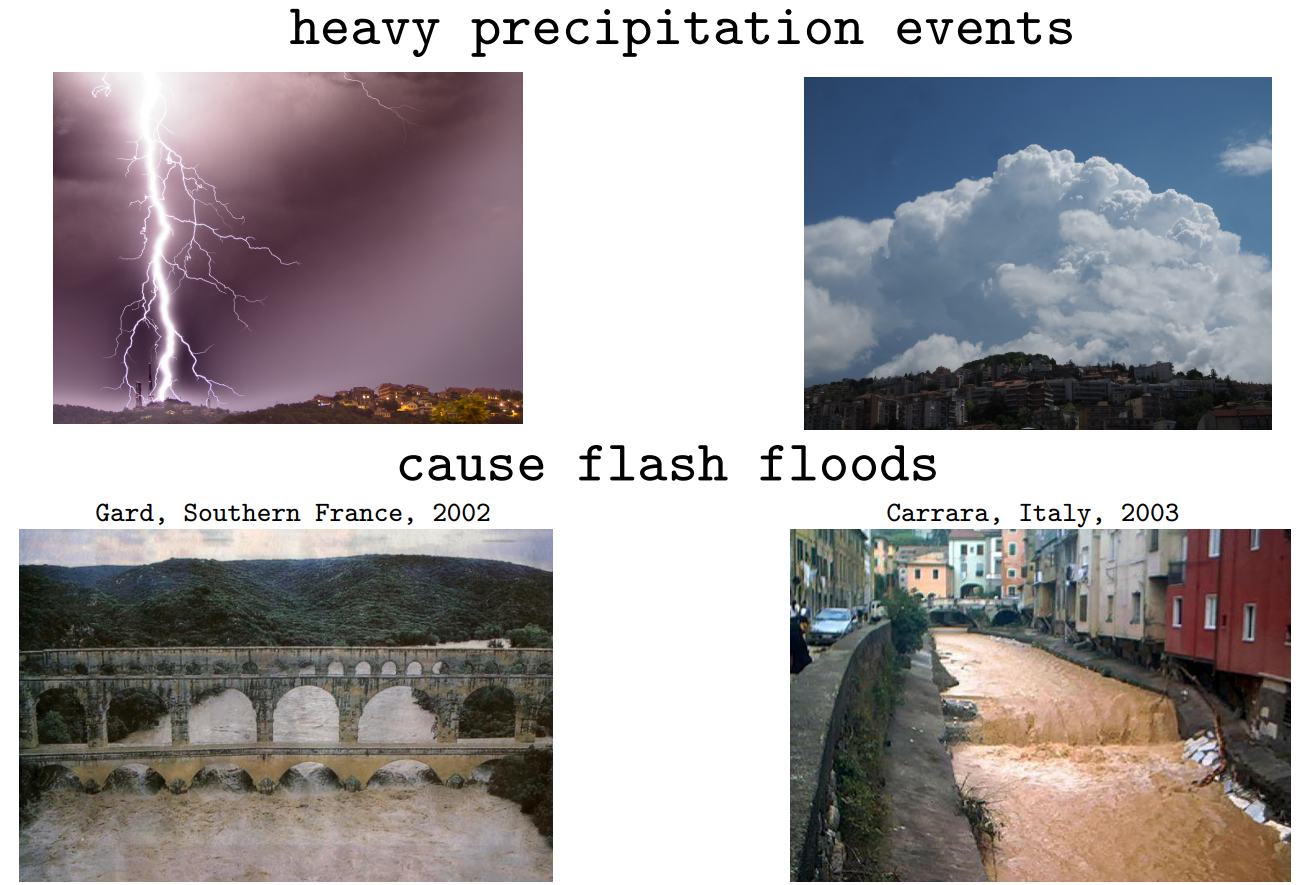 heavy precipitation events
cause flash floods
Gard, Southern France, 2002
Carrara, Italy, 2003